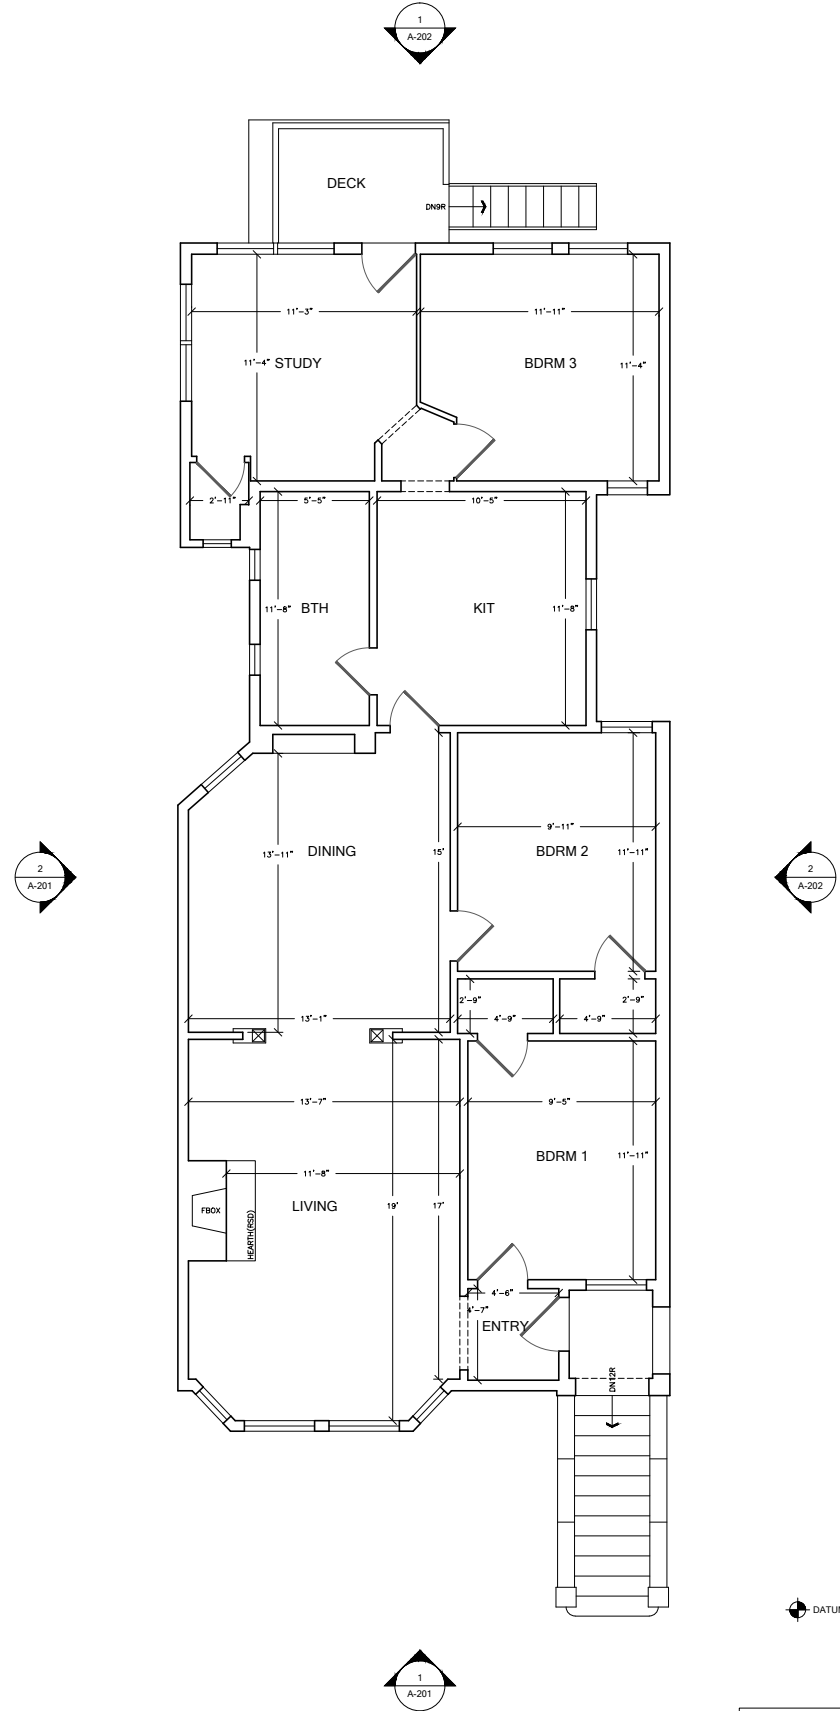 1
A-202
DECK
DN9R
11'-3"
11'-11"
11'-4"
STUDY
BDRM 3
11'-4"
2'-11"
5'-5"
10'-5"
11'-8"
BTH
KIT
11'-8"
9'-11"
13'-11"
DINING
15'
BDRM 2
11'-11"
2
A-201
2
A-202
2'-9"
2'-9"
13'-1"
4'-9"
4'-9"
13'-7"
9'-5"
BDRM 1
11'-11"
11'-8"
FBOX
HEARTH(RSD)
LIVING
19'
17'
4'-6"
4'-7"
ENTRY
DN12R
1
A-201